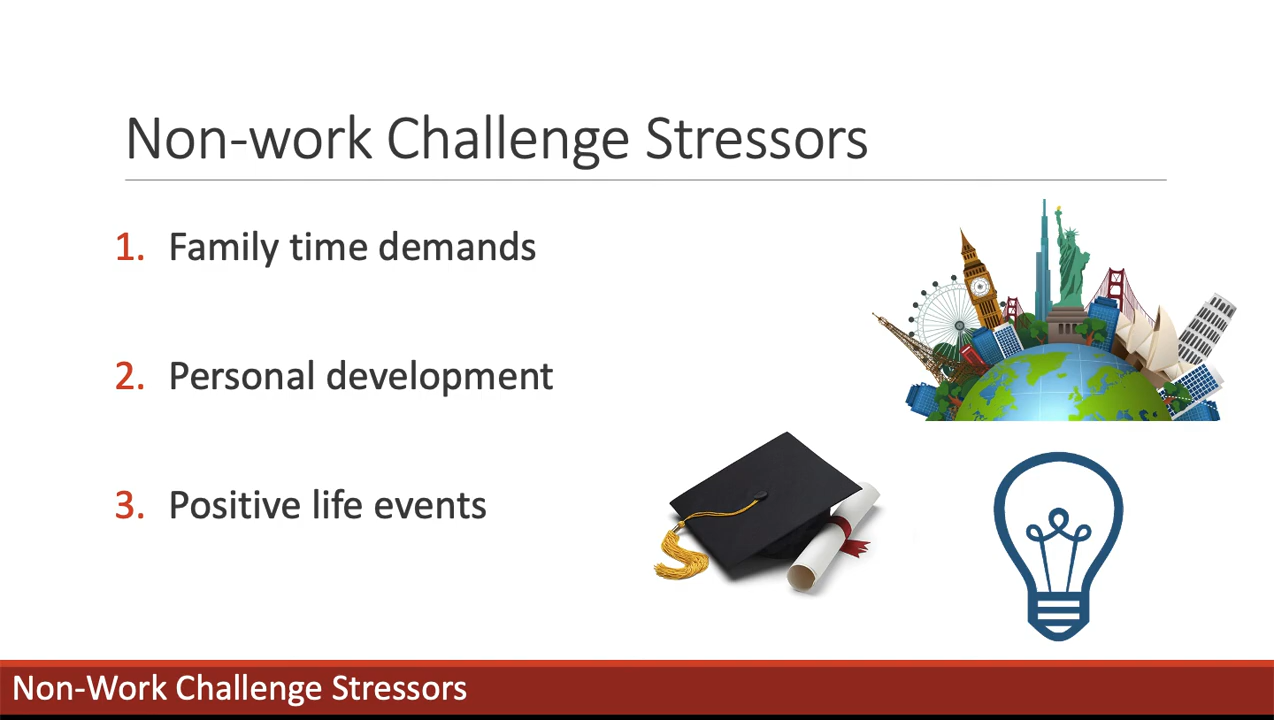 Non-work Challenge Stressors
1. Family time demands
2. Personal development
3. Positive life events
Non-Work Challenge Stressors